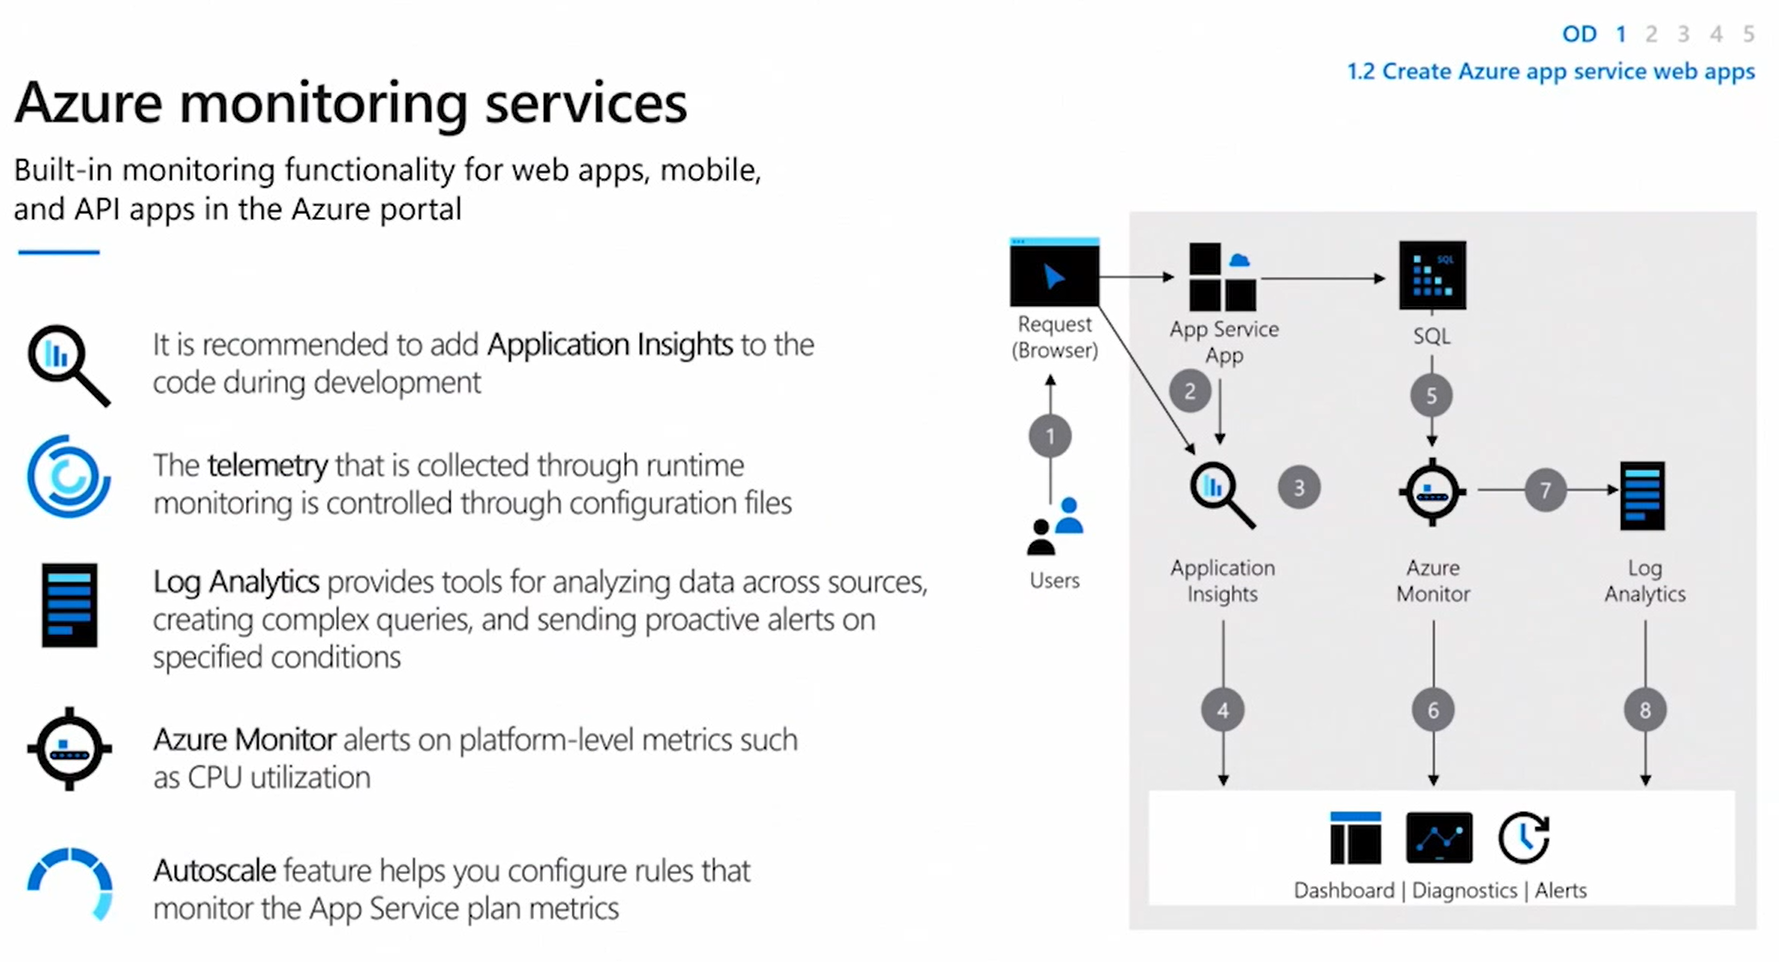 OD 1 2 3 4 5
1.2 Create Azure app service web apps
Azure monitoring services
Built-in monitoring functionality for web apps, mobile,
and API apps in the Azure portal
It is recommended to add Application Insights to the
code during development
The telemetry that is collected through runtime
monitoring is controlled through configuration files
Log Analytics provides tools for analyzing data across sources,
creating complex queries, and sending proactive alerts on
specified conditions
Azure Monitor alerts on platform-level metrics such
as CPU utilization
Autoscale feature helps you configure rules that
monitor the App Service plan metrics
Request
(Browser)
App Service
App
SQL
SQL
1
2
3
5
7
Users
Application
Insights
Azure
Monitor
Log
Analytics
4
6
8
Dashboard | Diagnostics | Alerts